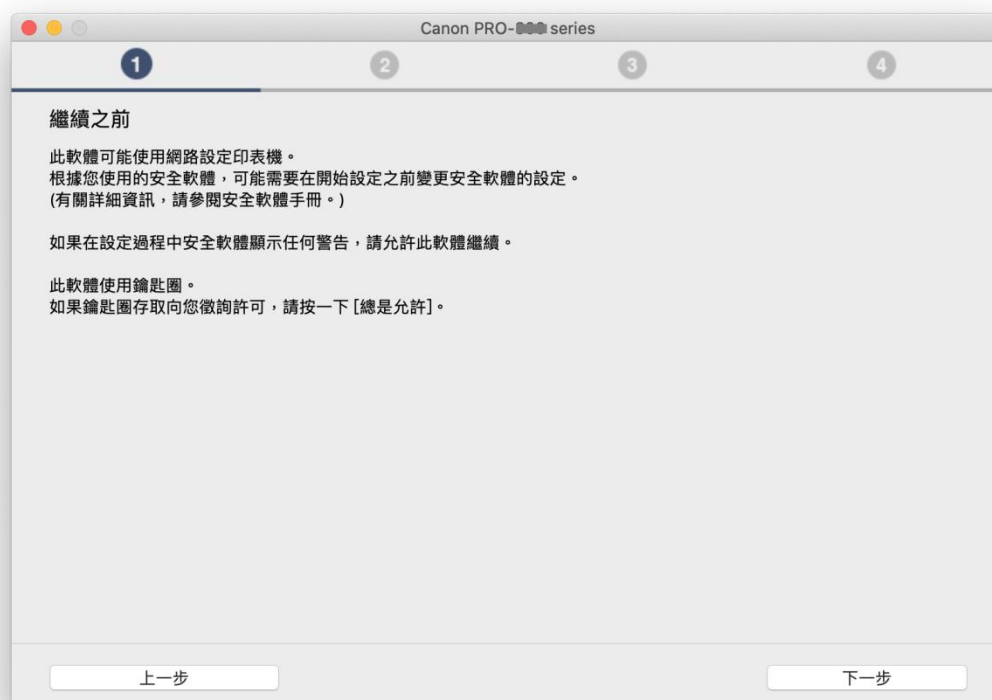 Canon PRO- series
1
2
3
4
繼續之前
此軟體可能使用網路設定印表機。
根據您使用的安全軟體，可能需要在開始設定之前變更安全軟體的設定。
(有關詳細資訊，請參閱安全軟體手冊。)
如果在設定過程中安全軟體顯示任何警告，請允許此軟體繼續。
此軟體使用鑰匙圈。
如果鑰匙圈存取向您徵詢許可，請按一下 [總是允許]。
上一步
下一步